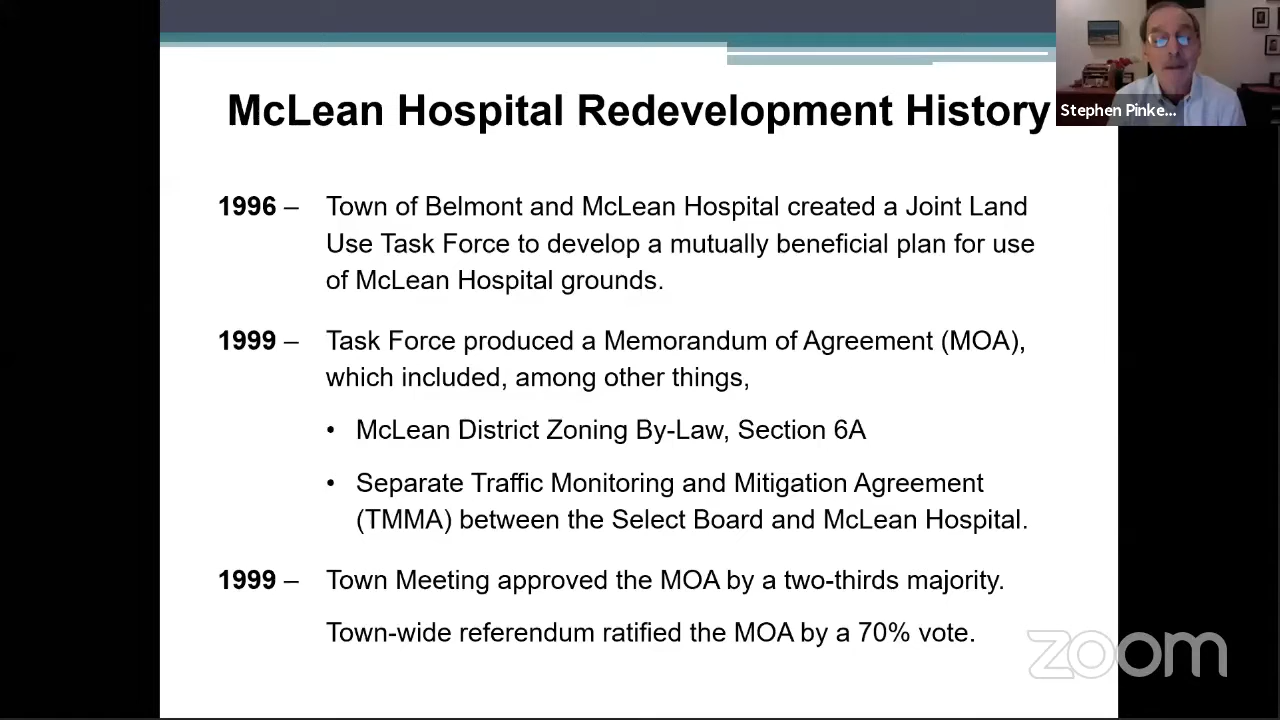 McLean Hospital Redevelopment History
Stephen Pinke...
1996 – Town of Belmont and McLean Hospital created a Joint Land
Use Task Force to develop a mutually beneficial plan for use
of McLean Hospital grounds.
1999 – Task Force produced a Memorandum of Agreement (MOA),
which included, among other things,
• McLean District Zoning By-Law, Section 6A
• Separate Traffic Monitoring and Mitigation Agreement
(TMMA) between the Select Board and McLean Hospital.
1999 – Town Meeting approved the MOA by a two-thirds majority.
Town-wide referendum ratified the MOA by a 70% vote.
zoom